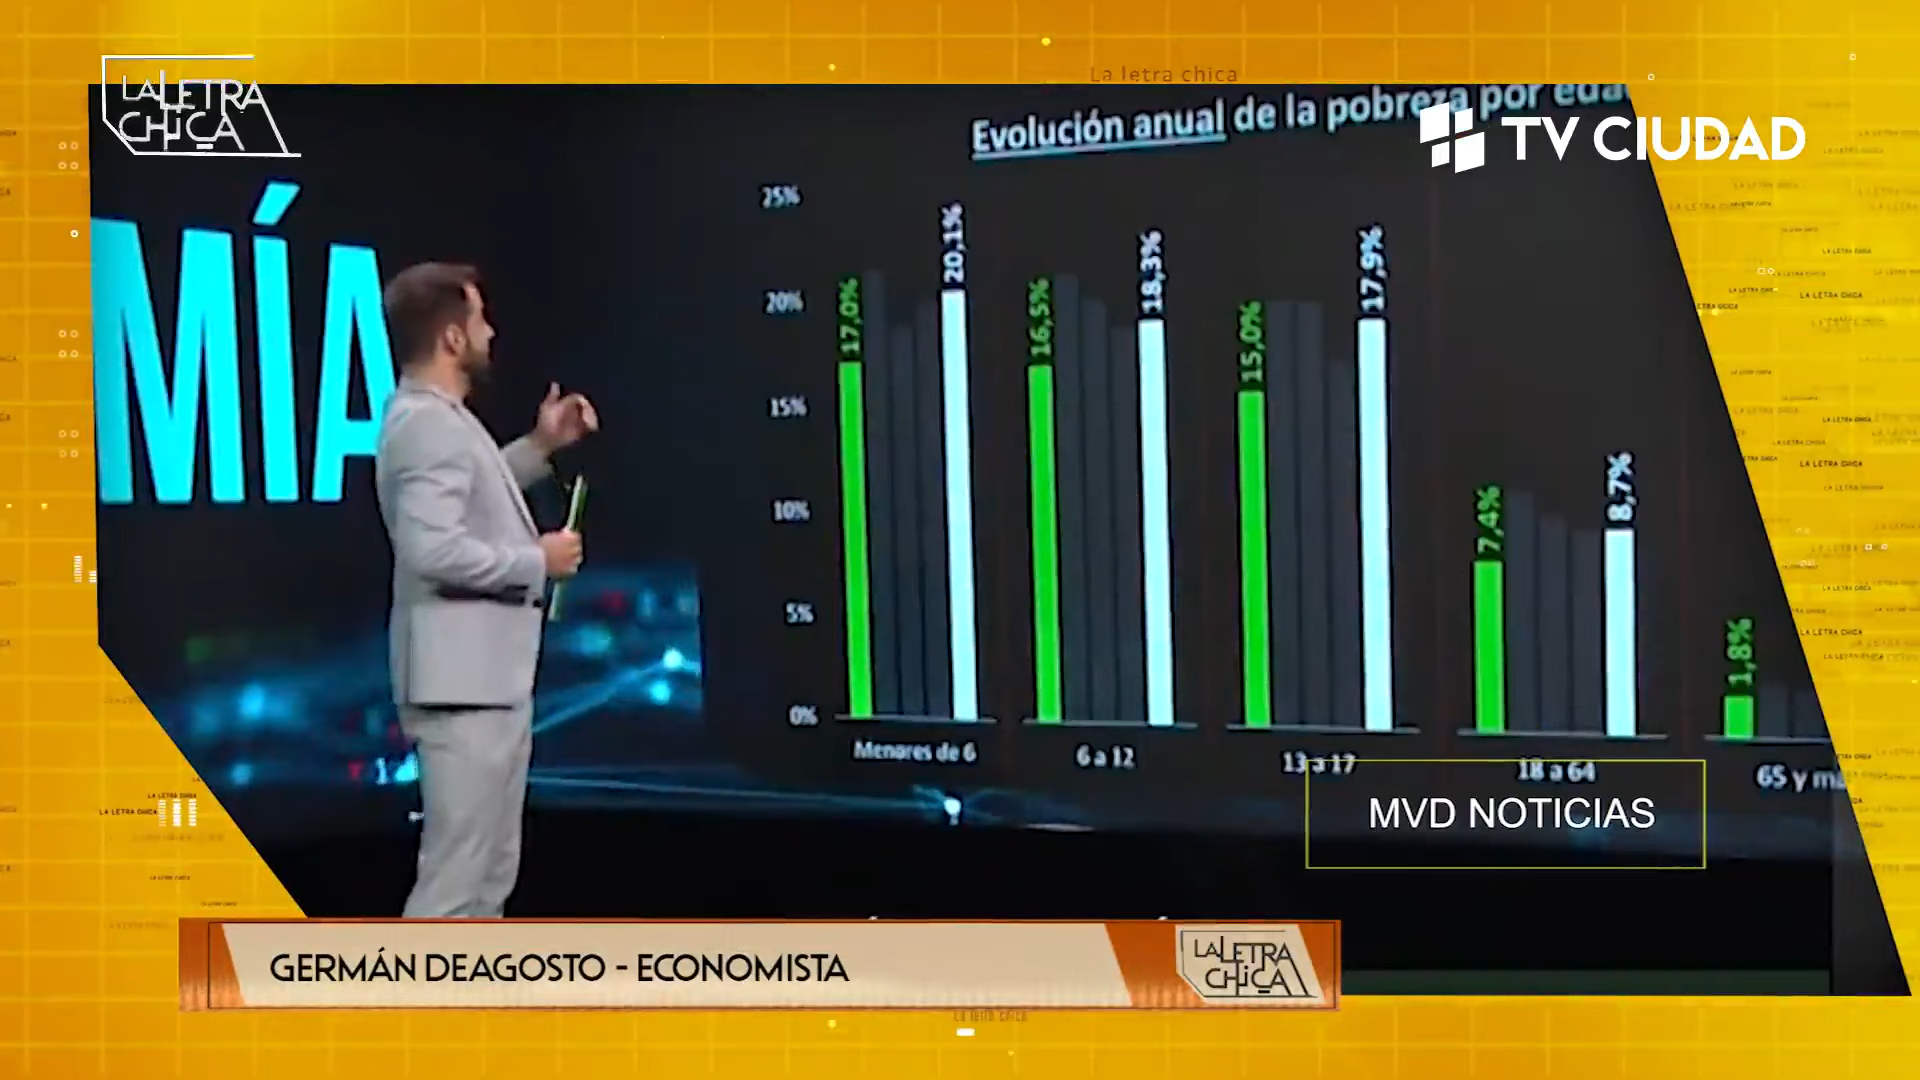 La letra chica
LA LETRA
CHICA
Evolución anual de la pobreza por eda
TV CIUDAD
MÍA
25%
20%
15%
10%
5%
0%
17,0%
20,1%
16,5%
18,3%
15,0%
17,9%
7,4%
8,7%
1,8%
Menores de 6
6 a 12
13 a 17
18 a 64
65 y m
MVD NOTICIAS
GERMÁN DEAGOSTO - ECONOMISTA
LA LETRA
CHICA